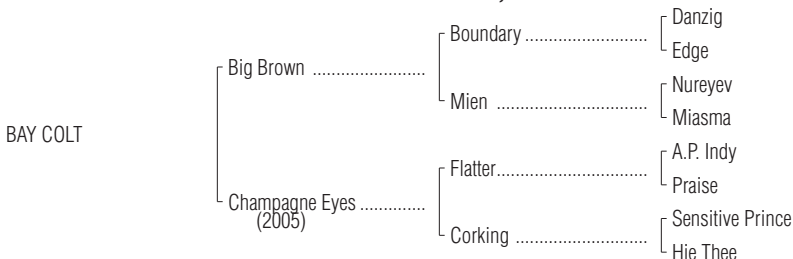 Danzig
Boundary ..........................
Edge
Big Brown ........................
Nureyev
Mien ................................
Miasma
BAY COLT
A.P. Indy
Flatter................................
Praise
Champagne Eyes ..............
(2005)
Sensitive Prince
Corking ............................
Hie Thee